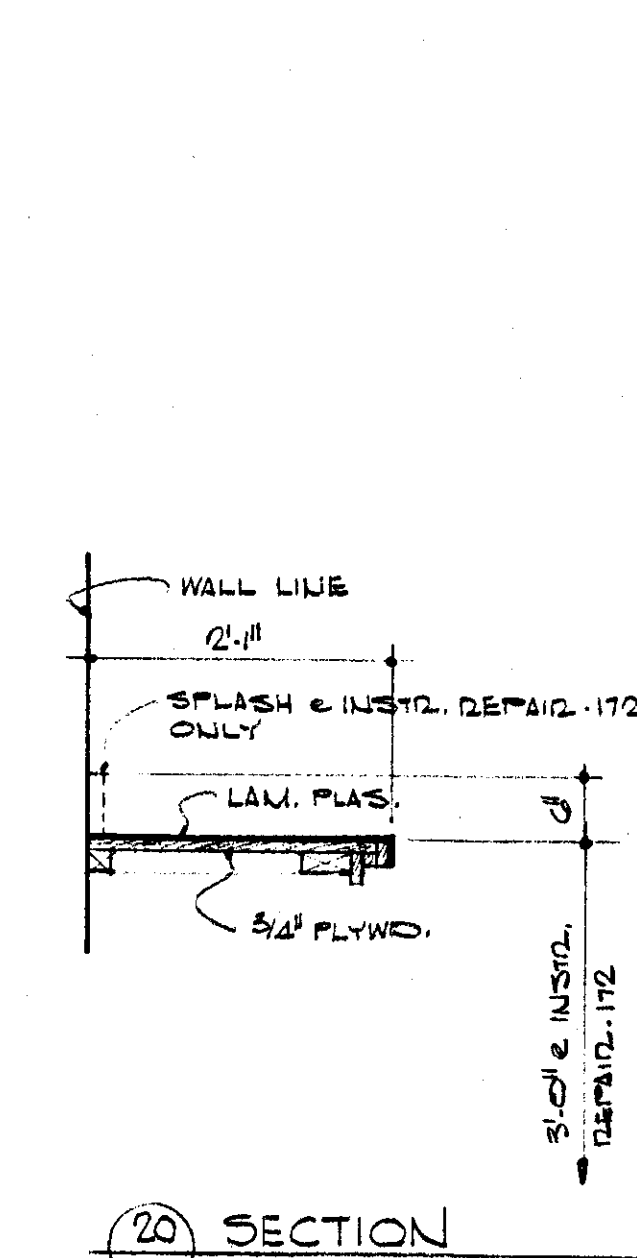 WALL LINE
2'-1"
SPLASH @ INSTR. REPAIR-172
ONLY
LAM. PLAS.
6"
3/4" PLYWD.
3'-0" @ INSTR.
REPAIR-172
20 SECTION